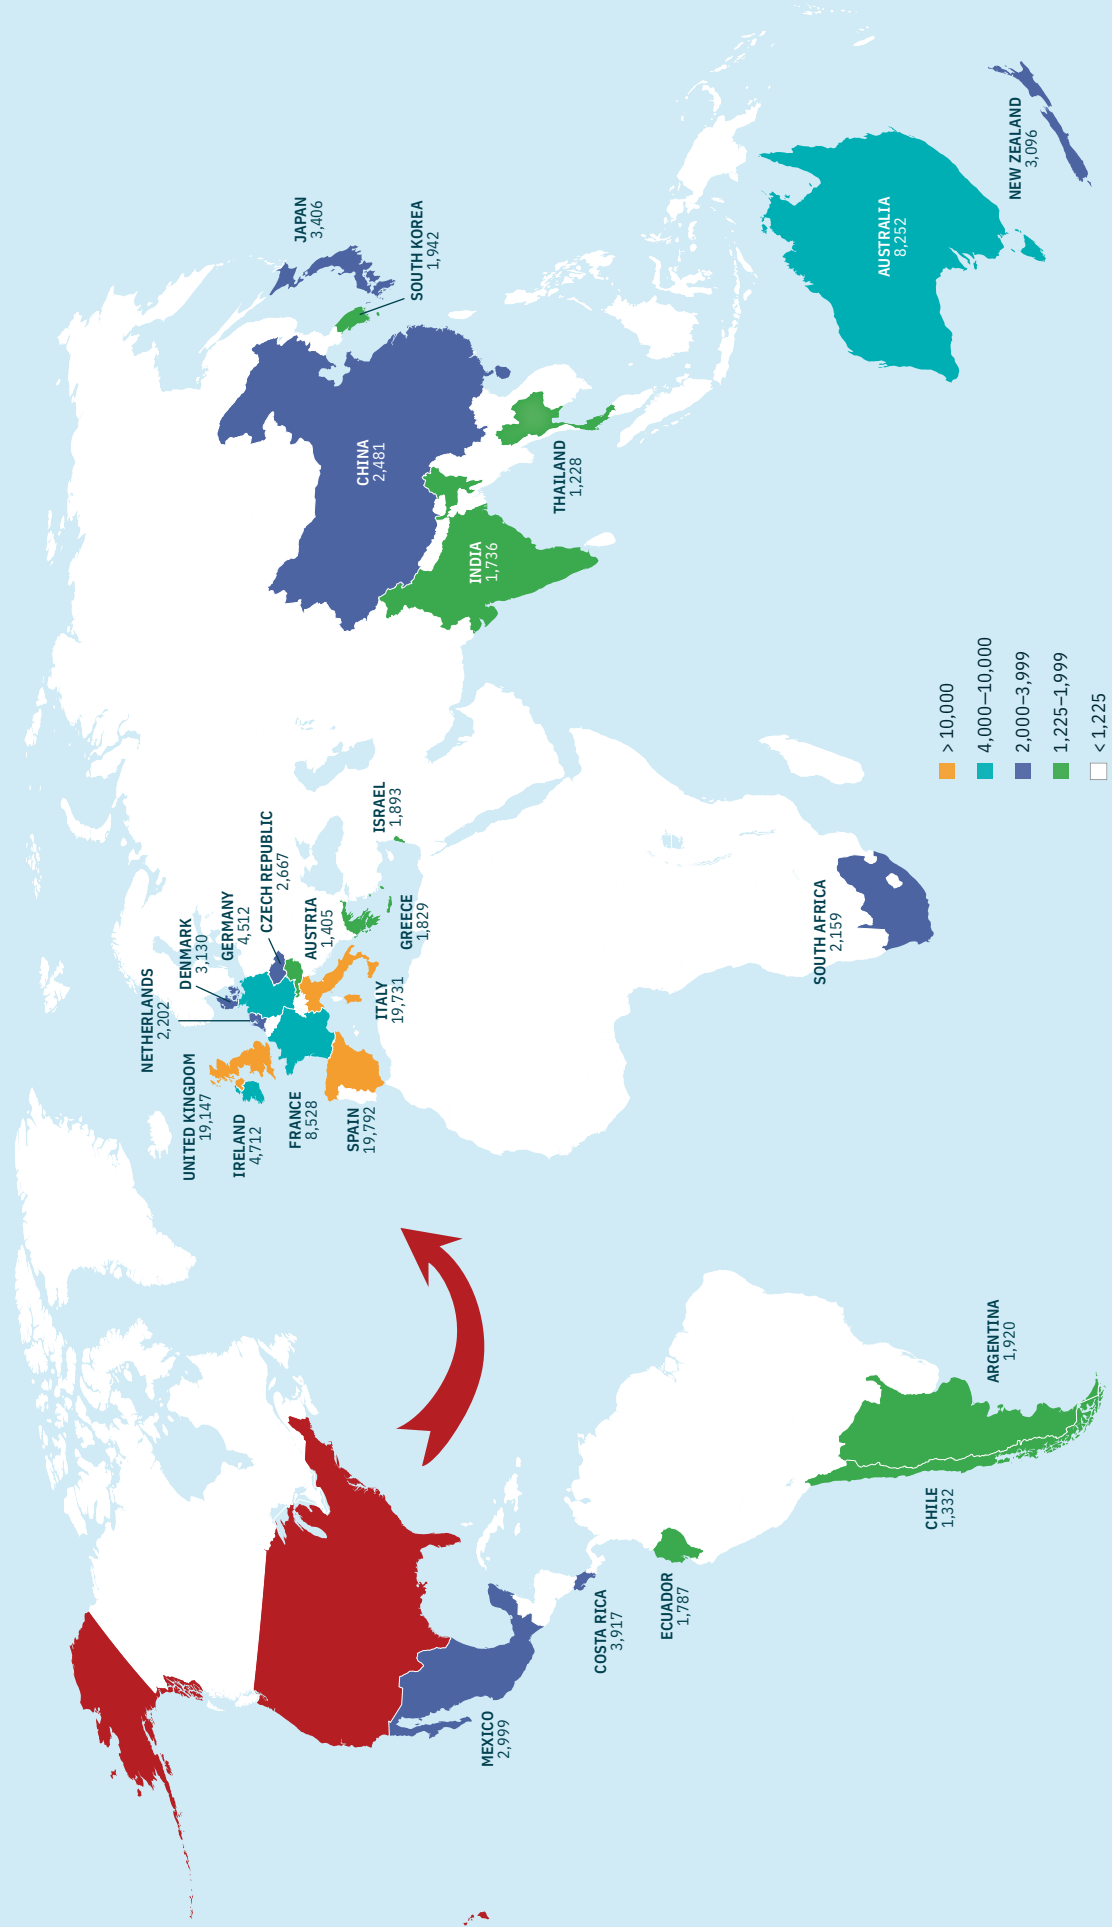 UNITED KINGDOM
19,147
IRELAND
4,712
NETHERLANDS
2,202
DENMARK
3,130
GERMANY
4,512
CZECH REPUBLIC
2,667
AUSTRIA
1,405
FRANCE
8,528
SPAIN
19,792
ITALY
19,731
GREECE
1,829
ISRAEL
1,893
JAPAN
3,406
SOUTH KOREA
1,942
CHINA
2,481
INDIA
1,736
THAILAND
1,228
MEXICO
2,999
COSTA RICA
3,917
ECUADOR
1,787
SOUTH AFRICA
2,159
AUSTRALIA
8,252
NEW ZEALAND
3,096
CHILE
1,332
ARGENTINA
1,920
> 10,000
4,000–10,000
2,000–3,999
1,225–1,999
< 1,225